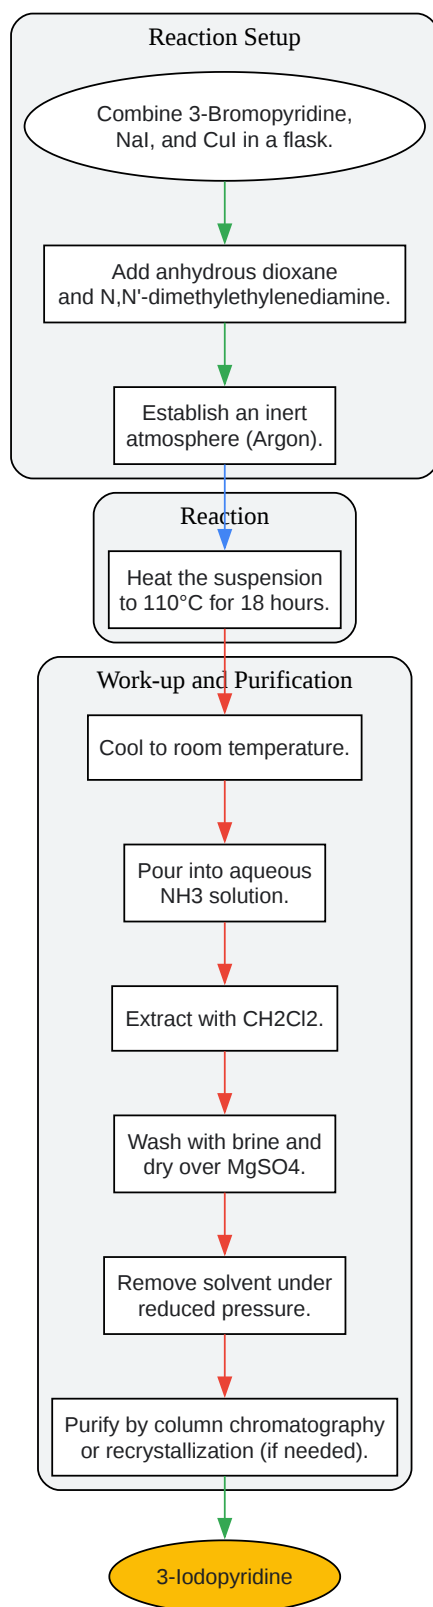 Reaction Setup
Combine 3-Bromopyridine,
NaI, and CuI in a flask.
Add anhydrous dioxane
and N,N'-dimethylethylenediamine.
Establish an inert
atmosphere (Argon).
Reaction
Heat the suspension
to 110°C for 18 hours.
Work-up and Purification
Cool to room temperature.
Pour into aqueous
NH3 solution.
Extract with CH2Cl2.
Wash with brine and
dry over MgSO4.
Remove solvent under
reduced pressure.
Purify by column chromatography
or recrystallization (if needed).
3-Iodopyridine